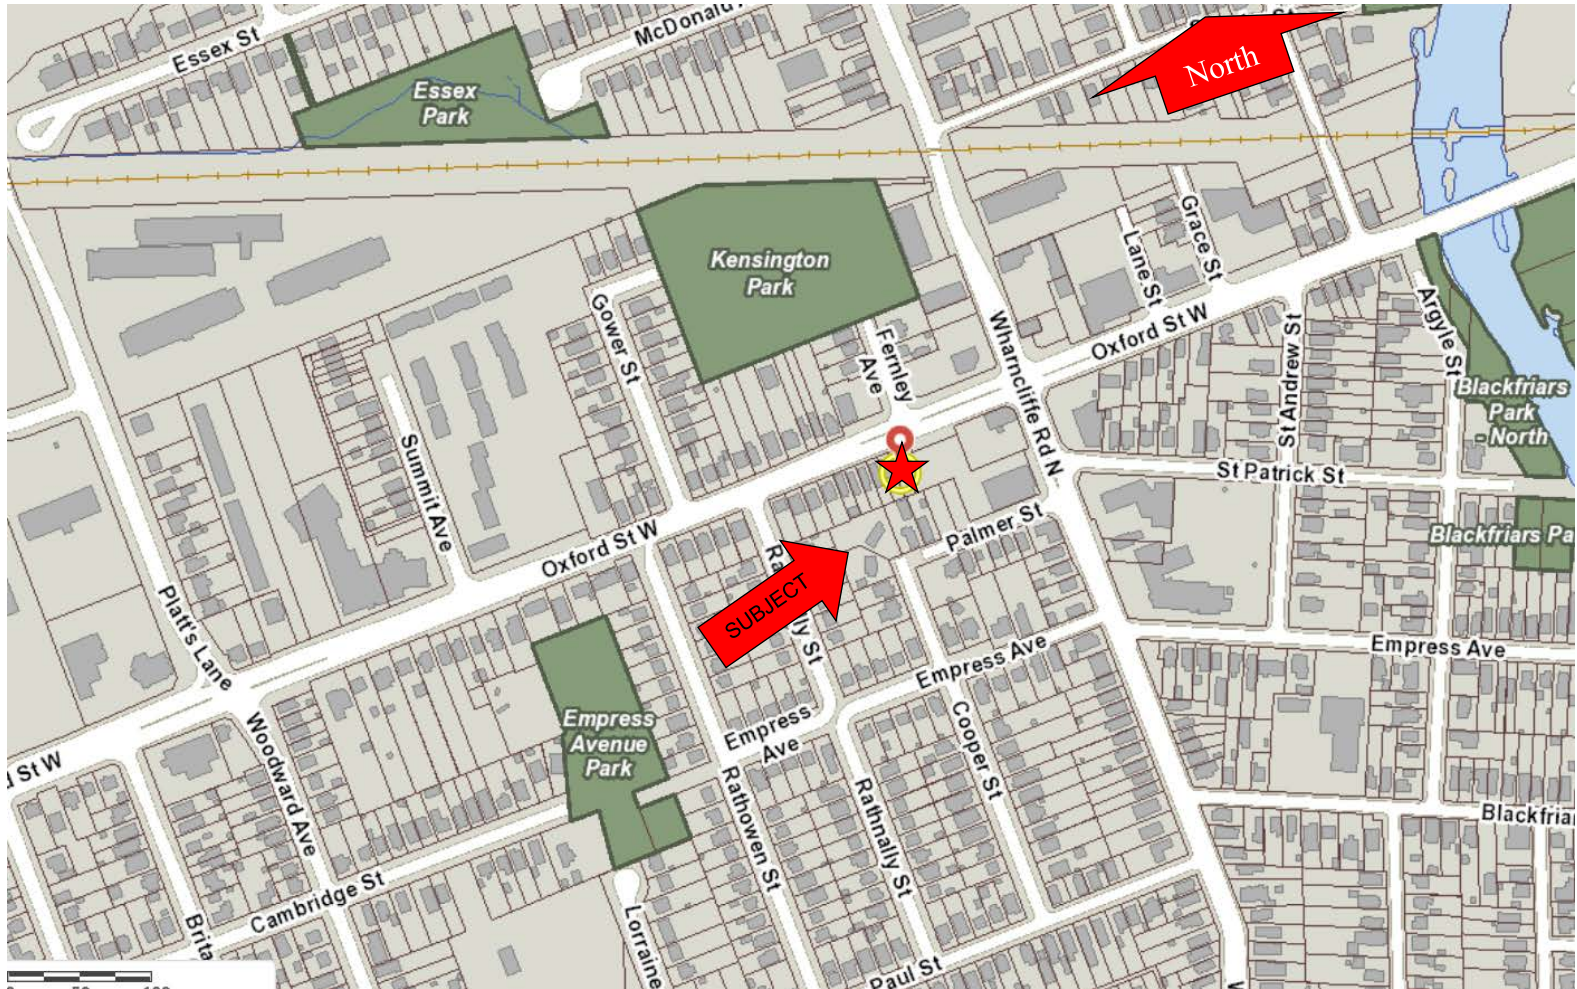 Essex St
McDonald
North
Essex
Park
Kensington
Park
Gower St
Fernley
Ave
Wharncliffe Rd N
Lane St
Grace St
Oxford St W
St Andrew St
Argyle St
Blackfriars
Park
- North
Summit Ave
St Patrick St
Palmer St
Blackfriars Pa
Oxford St W
SUBJECT
Platt's Lane
Empress Ave
Empress Ave
Empress
Avenue
Park
Empress
Ave
Cooper St
Woodward Ave
St W
Rathowen St
Rathnally St
Blackfriar
Cambridge St
Brita
Lorraine
Paul St